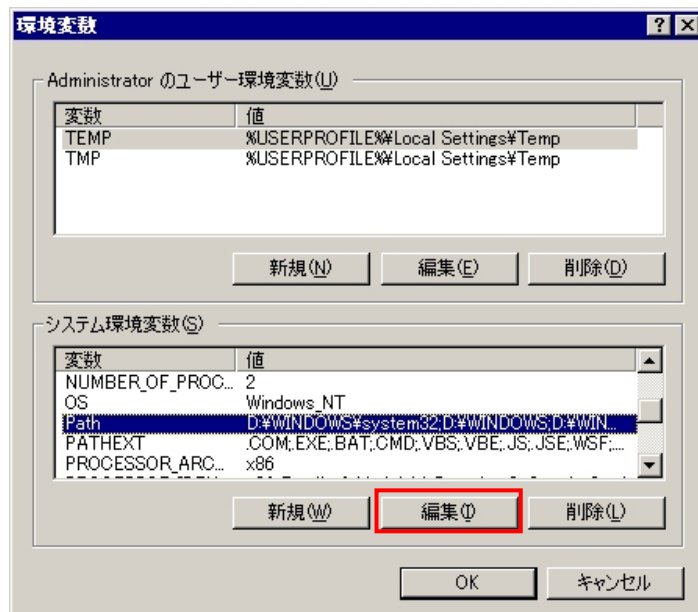 環境変数
Administrator のユーザー環境変数(U)
変数 値
TEMP %USERPROFILE%¥Local Settings¥Temp
TMP %USERPROFILE%¥Local Settings¥Temp
新規(N) 編集(E) 削除(D)
システム環境変数(S)
変数 値
NUMBER_OF_PROC... 2
OS Windows_NT
Path D:¥WINDOWS¥system32;D:¥WINDOWS;D:¥WIN...
PATHEXT .COM;.EXE;.BAT;.CMD;.VBS;.VBE;.JS;.JSE;.WSF;...
PROCESSOR_ARC... x86
新規(W) 編集(I) 削除(L)
OK キャンセル